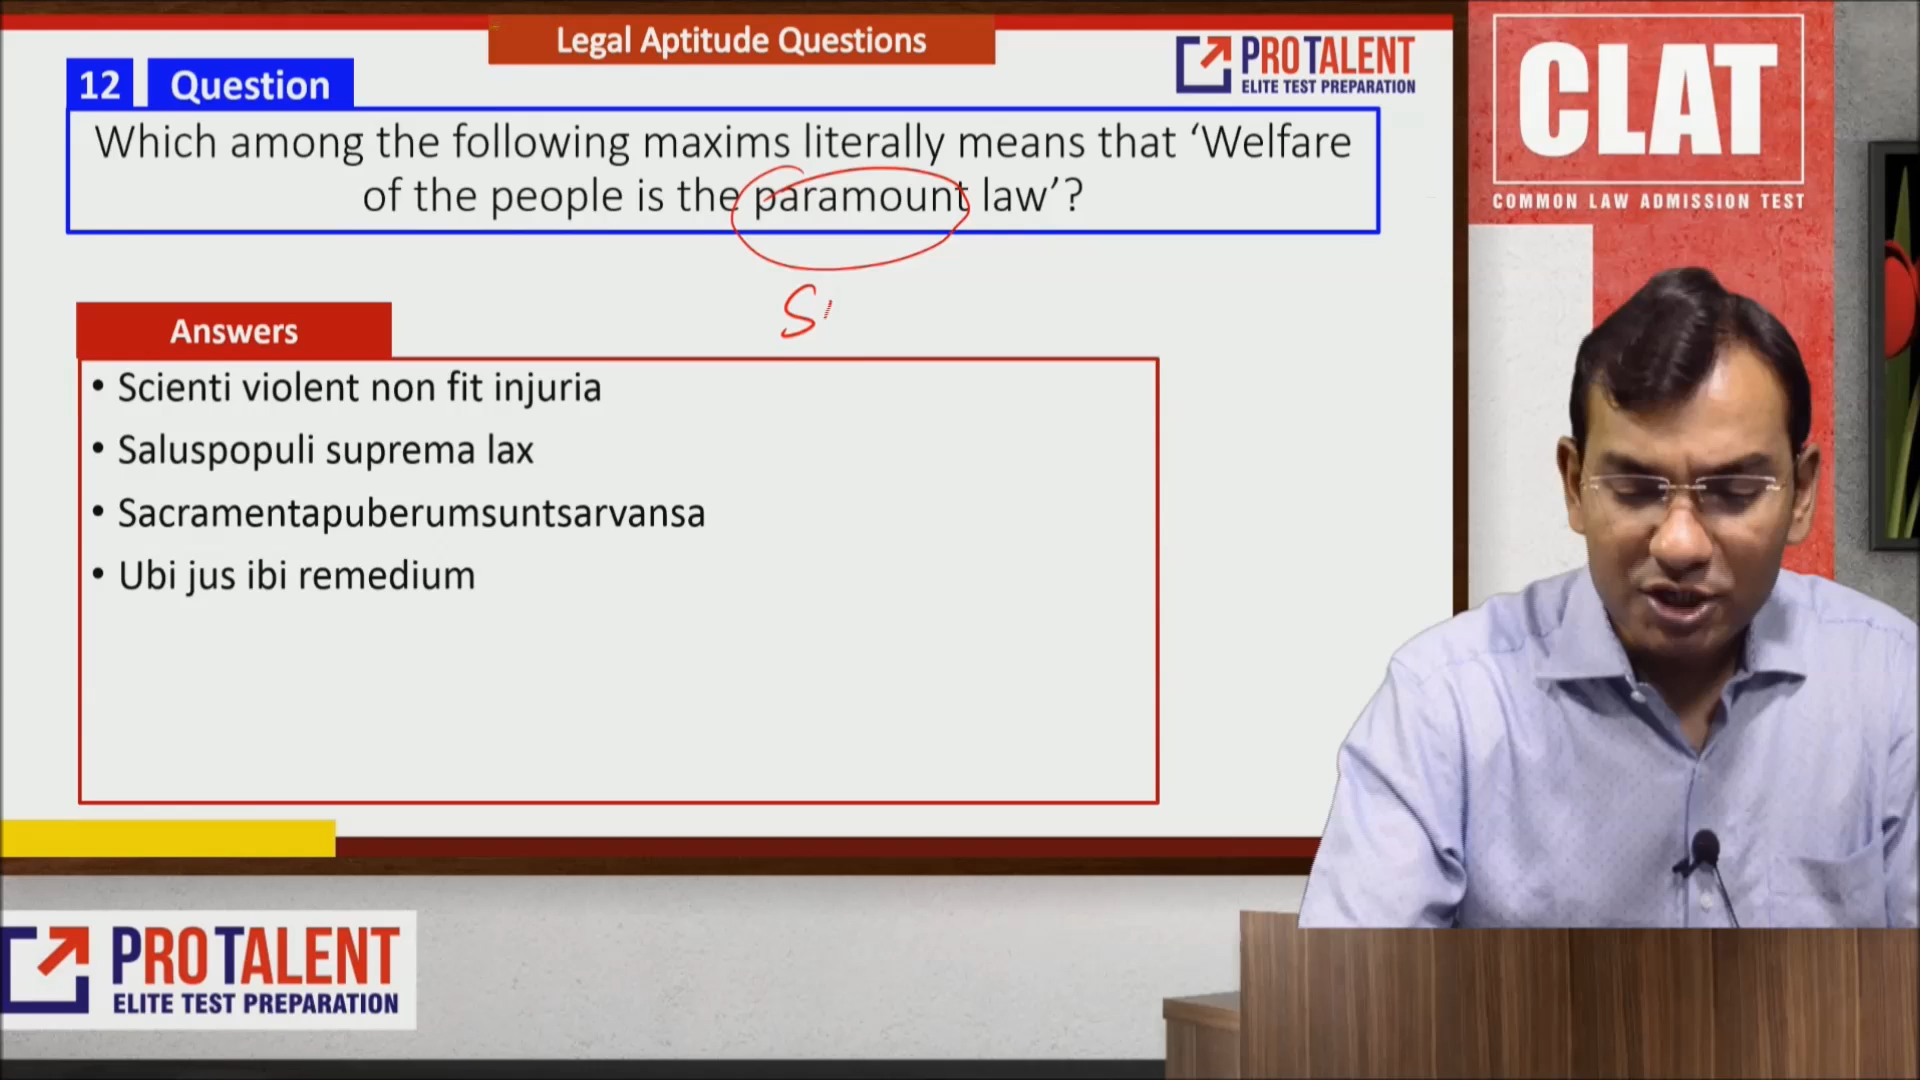 Legal Aptitude Questions
PROTALENT
ELITE TEST PREPARATION
12 Question
Which among the following maxims literally means that ‘Welfare
of the people is the paramount law’?
S
Answers
• Scienti violent non fit injuria
• Saluspopuli suprema lax
• Sacramentapuberumsuntsarvansa
• Ubi jus ibi remedium
CLAT
COMMON LAW ADMISSION TEST
PROTALENT
ELITE TEST PREPARATION